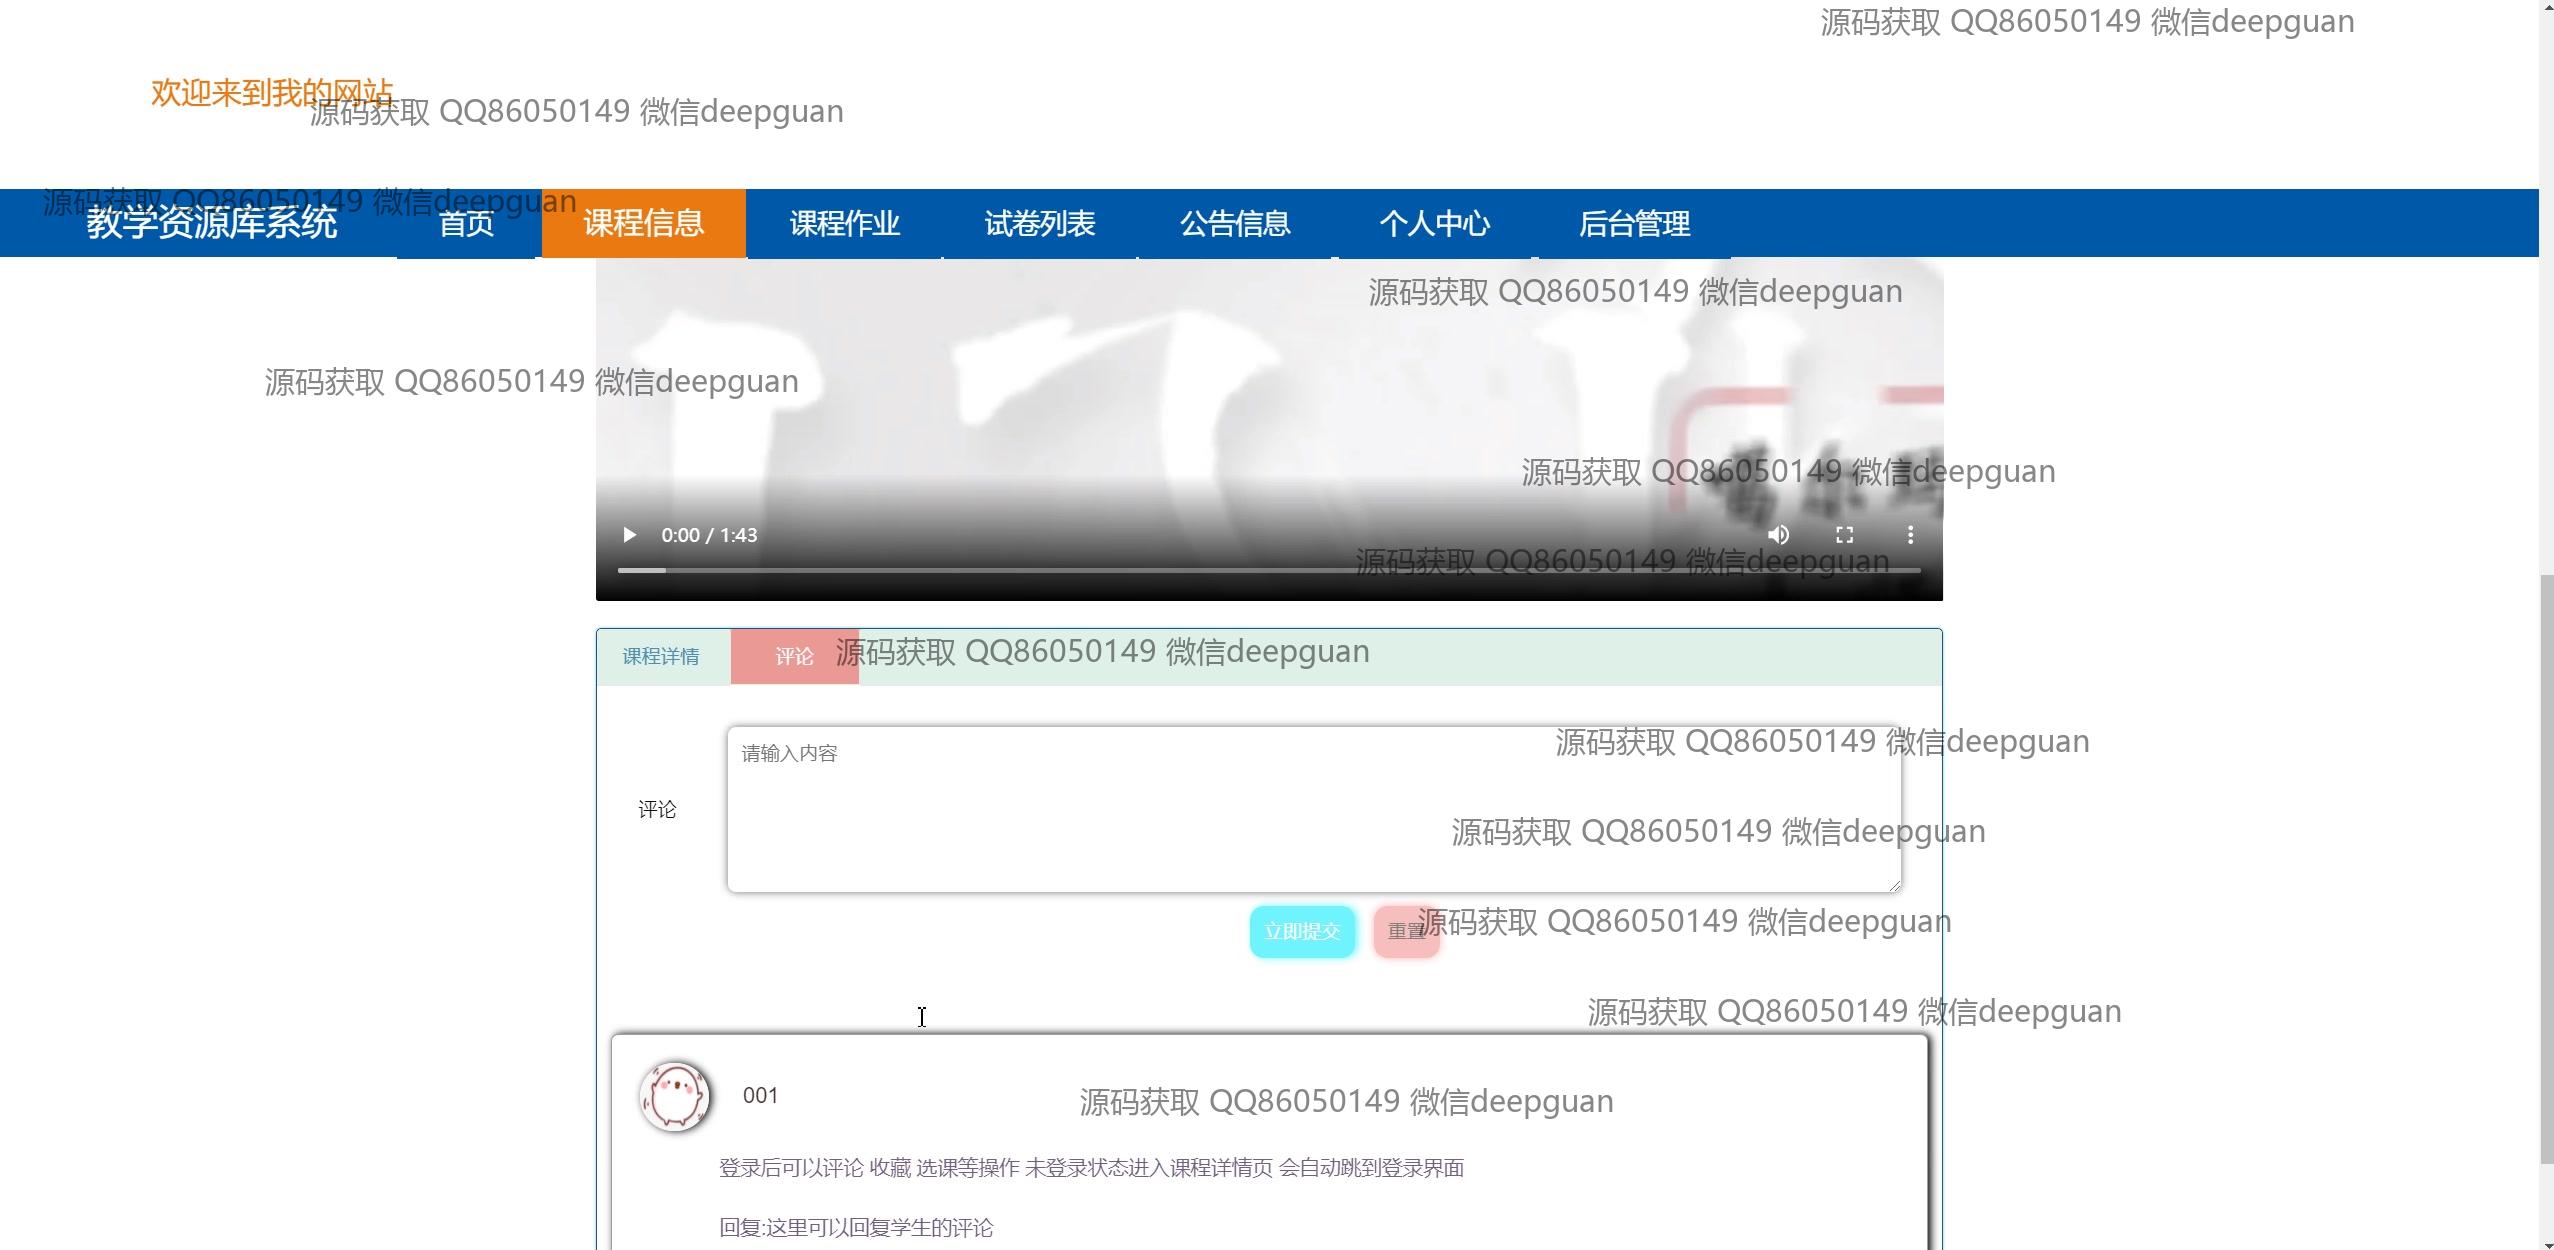 源码获取 QQ86050149 微信deepguan
欢迎来到我的网站
源码获取 QQ86050149 微信deepguan
源码获取 QQ86050149 微信deepguan
教学资源库系统 首页 课程信息 课程作业 试卷列表 公告信息 个人中心 后台管理
源码获取 QQ86050149 微信deepguan
源码获取 QQ86050149 微信deepguan
源码获取 QQ86050149 微信deepguan
0:00 / 1:43
源码获取 QQ86050149 微信deepguan
课程详情 评论 源码获取 QQ86050149 微信deepguan
源码获取 QQ86050149 微信deepguan
请输入内容
评论
源码获取 QQ86050149 微信deepguan
立即提交 重置 源码获取 QQ86050149 微信deepguan
源码获取 QQ86050149 微信deepguan
001
源码获取 QQ86050149 微信deepguan
登录后可以评论 收藏 选课等操作 未登录状态进入课程详情页 会自动跳到登录界面
回复:这里可以回复学生的评论